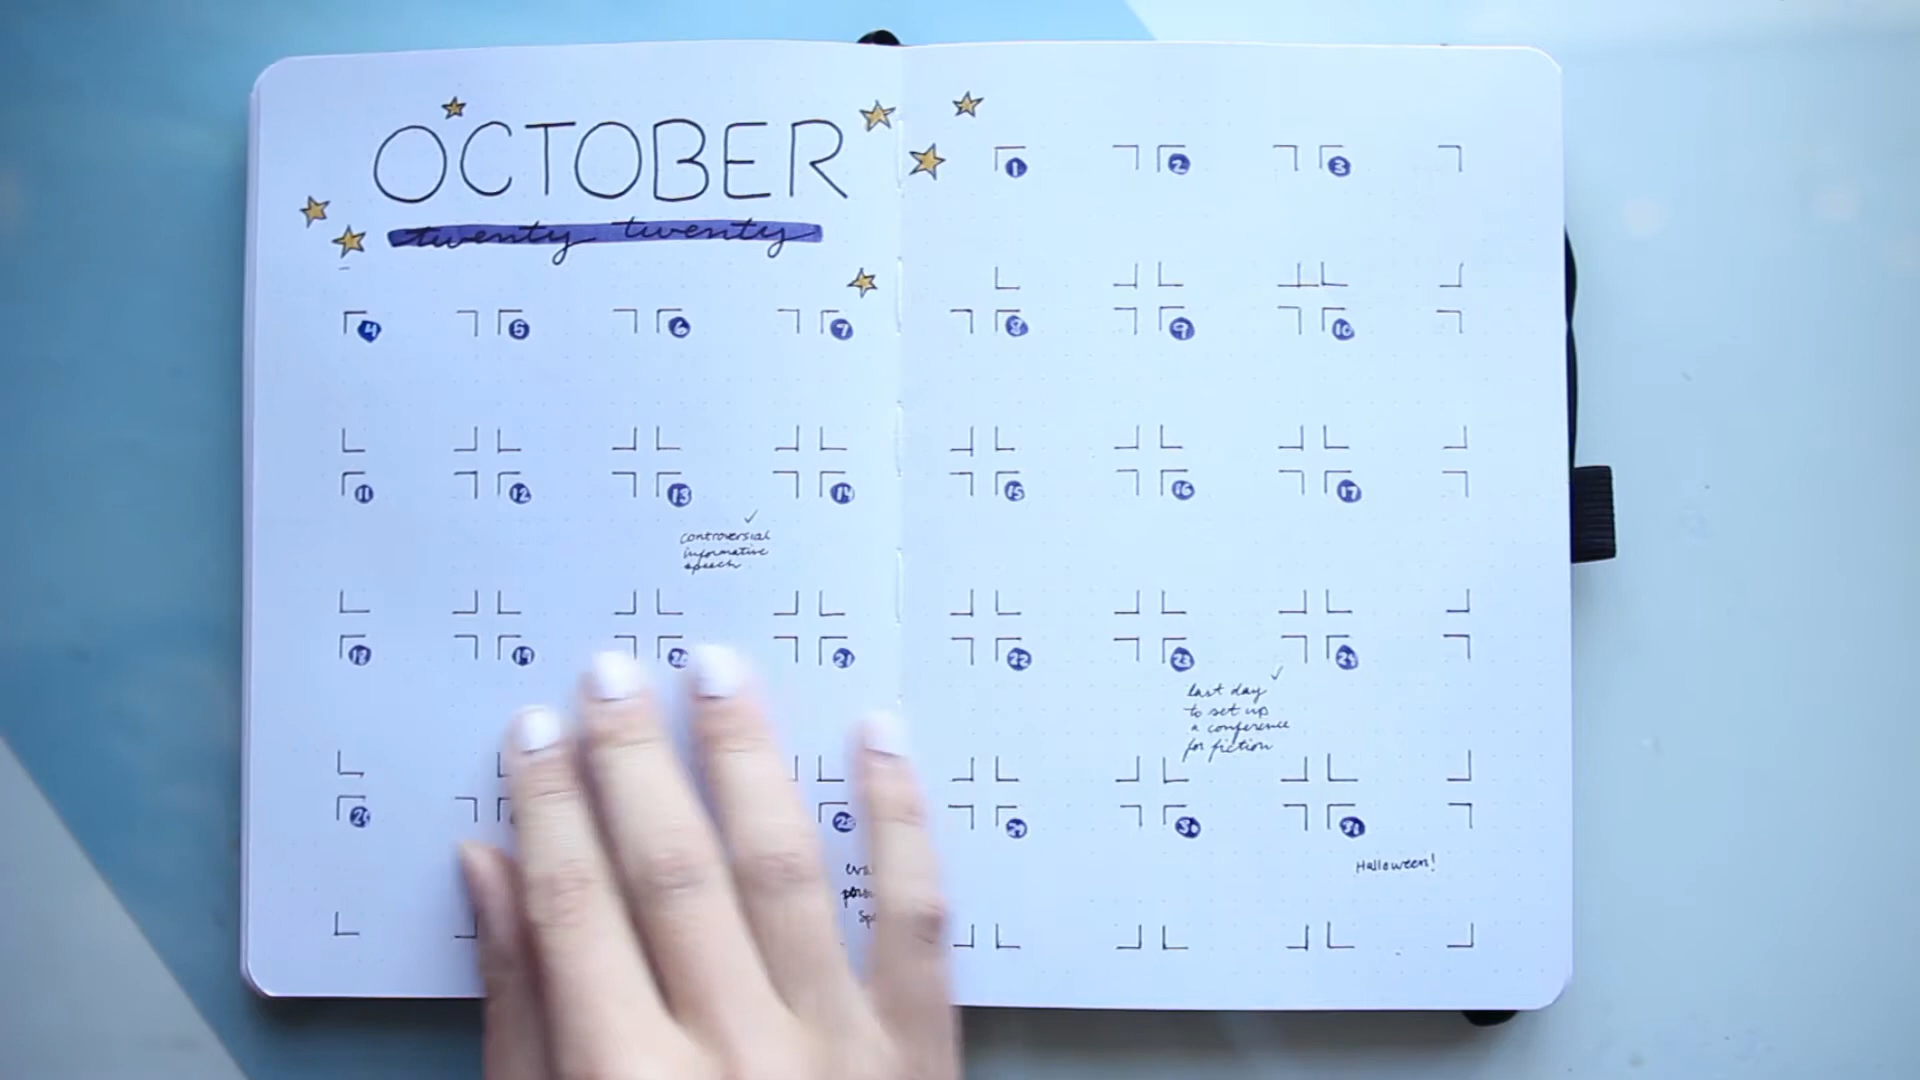 OCTOBER
twenty twenty
1 2 3
4 5 6 7 8 9 10
11 12 13 14 15 16 17
controversial
informative
speech
18 19 20 21 22 23 24
last day
to set up
a conference
for fiction
28 29 30 31
Halloween!